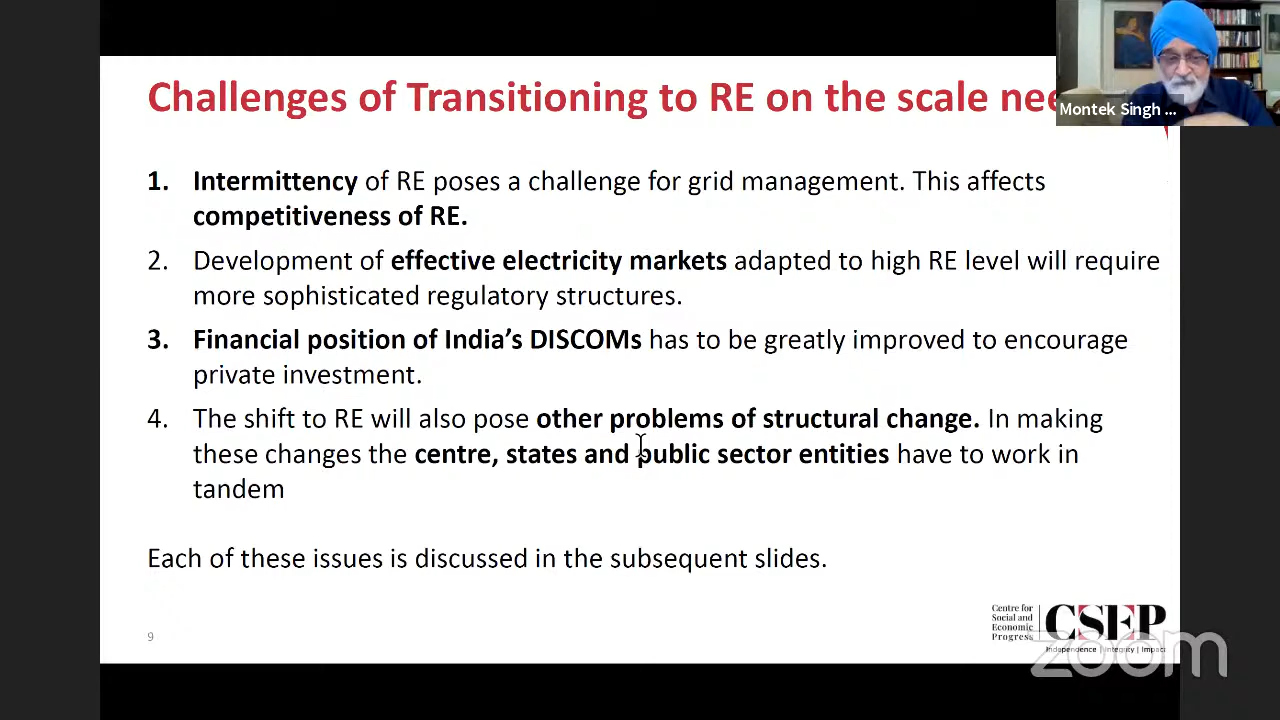 Challenges of Transitioning to RE on the scale nee
Montek Singh ...
1. Intermittency of RE poses a challenge for grid management. This affects
competitiveness of RE.
2. Development of effective electricity markets adapted to high RE level will require
more sophisticated regulatory structures.
3. Financial position of India’s DISCOMs has to be greatly improved to encourage
private investment.
4. The shift to RE will also pose other problems of structural change. In making
these changes the centre, states and public sector entities have to work in
tandem
Each of these issues is discussed in the subsequent slides.
Centre for
Social and
Economic
Progress
CSEP
Independence | Integrity | Impact
zoom
9